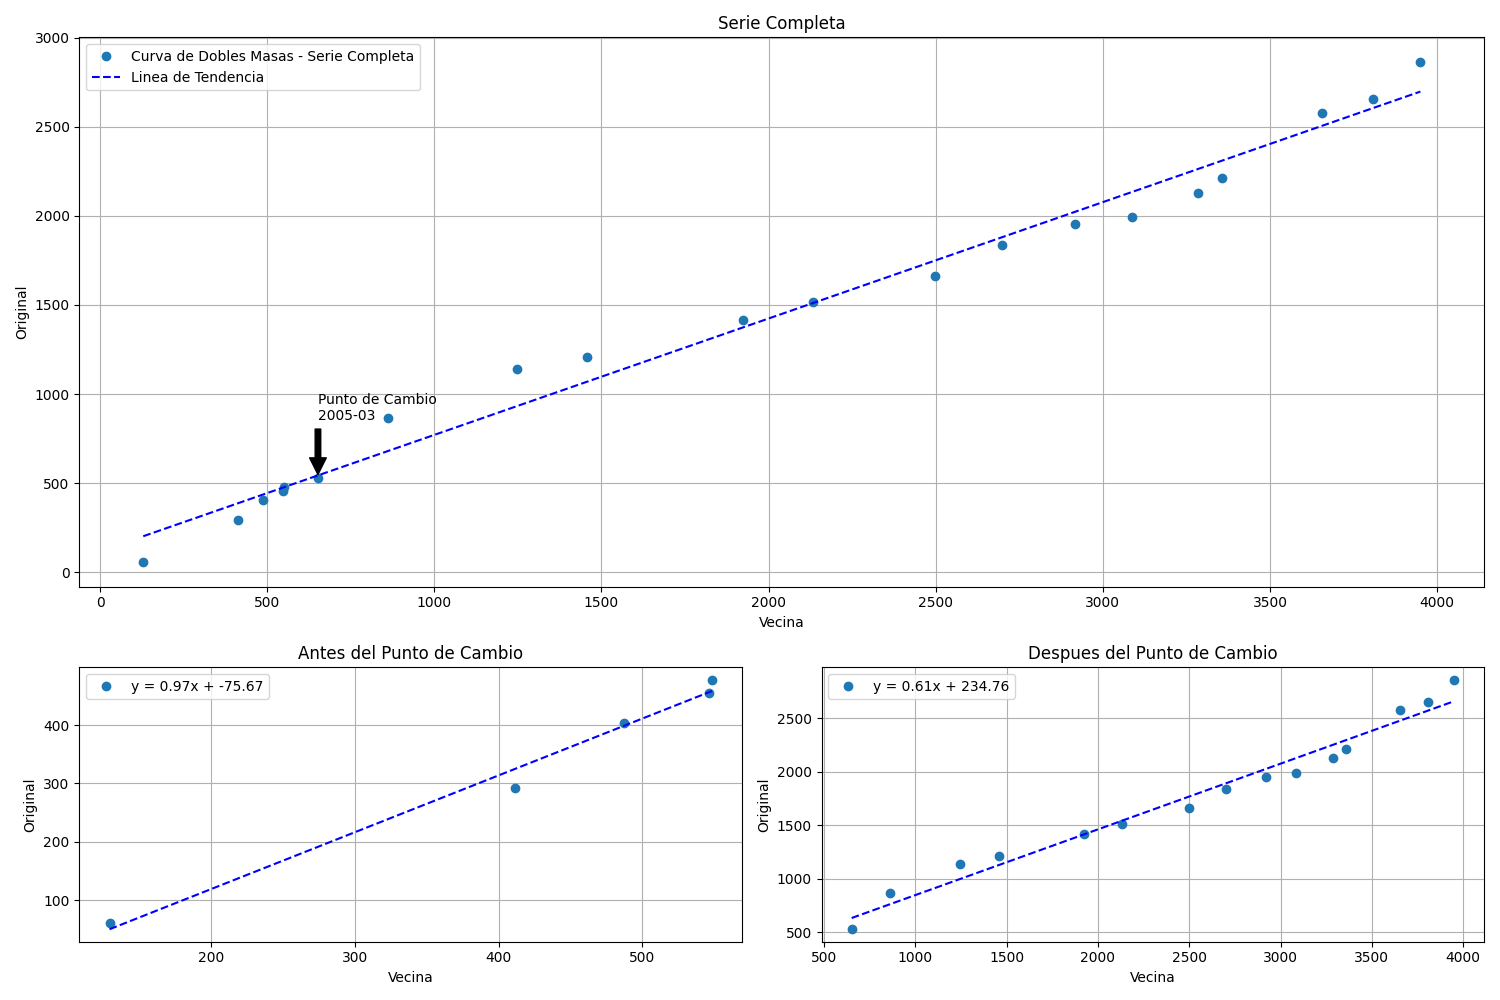 Serie Completa
Curva de Dobles Masas - Serie Completa
Linea de Tendencia
3000
2500
2000
1500
1000
500
0
Original
Punto de Cambio
2005-03
0 500 1000 1500 2000 2500 3000 3500 4000
Vecina
Antes del Punto de Cambio
y = 0.97x + -75.67
400
300
200
100
Original
200 300 400 500
Vecina
Despues del Punto de Cambio
y = 0.61x + 234.76
2500
2000
1500
1000
500
Original
500 1000 1500 2000 2500 3000 3500 4000
Vecina